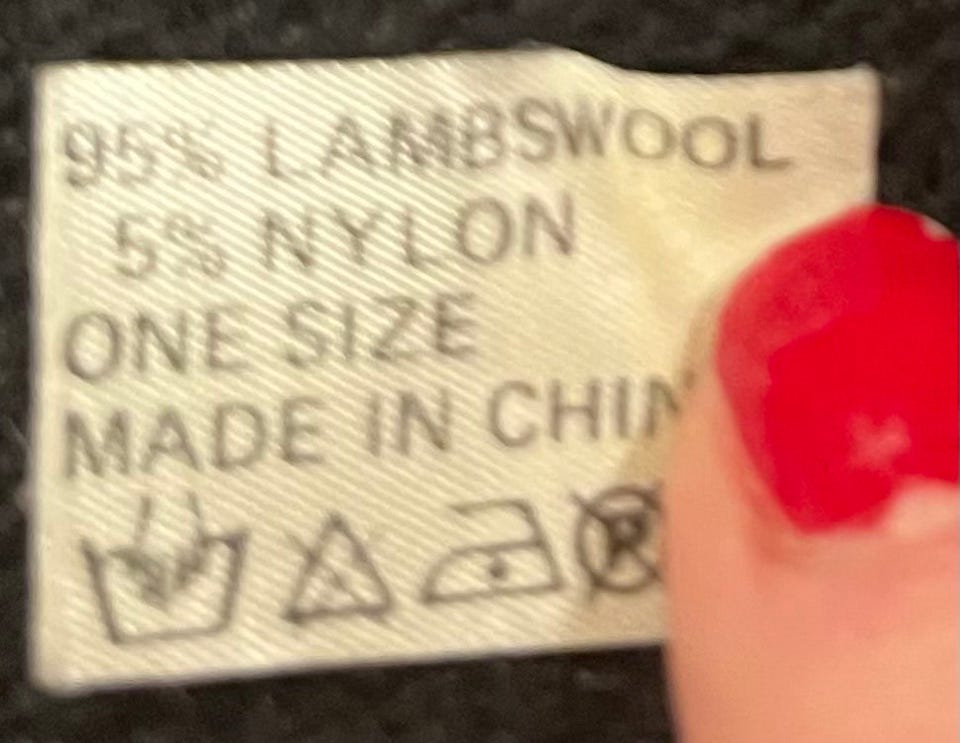 95% LAMBSWOOL
5% NYLON
ONE SIZE
MADE IN CHIN
R